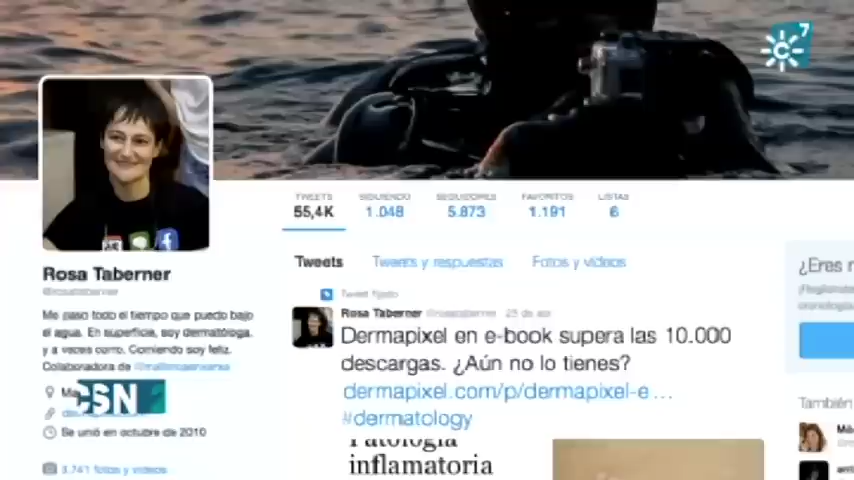 7
TWEETS SIGUIENDO SEGUIDORES FAVORITOS LISTAS
55,4K 1.048 5.873 1.191 6
Tweets Tweets y respuestas Fotos y vídeos
Rosa Taberner
@rosataberner
Me paso todo el tiempo que puedo bajo
el agua. En superficie, soy dermatóloga,
y a veces corro. Comiendo soy feliz.
Colaboradora de
CSN
Se unió en octubre de 2010
3.741 fotos y vídeos
Tweet fijado
Rosa Taberner @rosataberner
Dermapixel en e-book supera las 10.000
descargas. ¿Aún no lo tienes?
dermapixel.com/p/dermapixel-e…
#dermatology
Patología
inflamatoria
¿Eres n
También